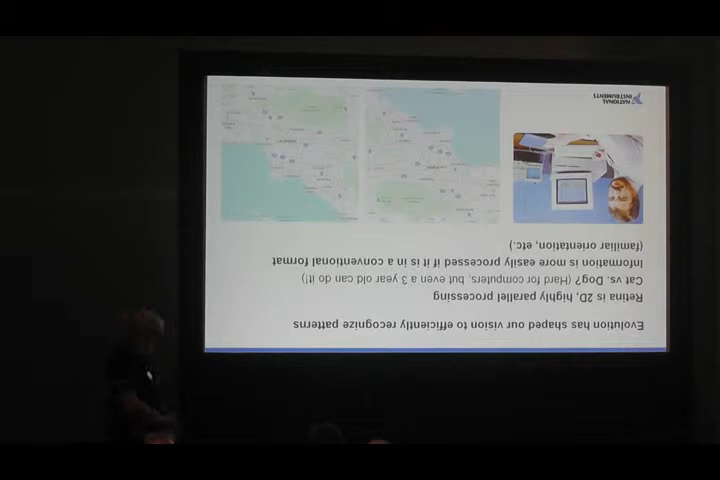 Evolution has shaped our vision to efficiently recognize patterns
Retina is 2D, highly parallel processing
Cat vs. Dog? (Hard for computers, but even a 3 year old can do it!)
Information is more easily processed if it is in a conventional format
(familiar orientation, etc.)
NATIONAL
INSTRUMENTS